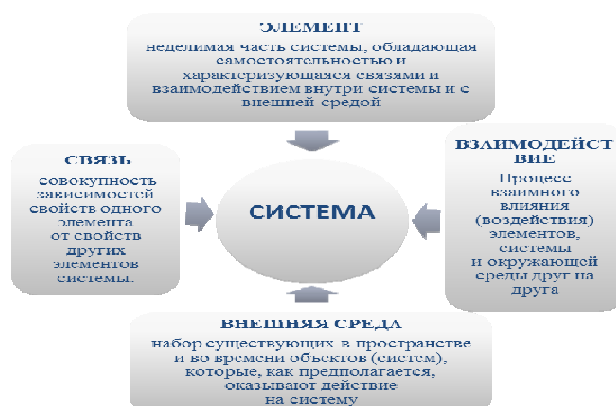 ЭЛЕМЕНТ
неделимая часть системы, обладающая
самостоятельностью и
характеризующаяся связями и
взаимодействием внутри системы и с
внешней средой
СВЯЗЬ
совокупность
зависимостей
свойств одного
элемента
от свойств
других
элементов
системы.
СИСТЕМА
ВЗАИМОДЕЙСТ
ВИЕ
Процесс
взаимного
влияния
(воздействия)
элементов,
системы
и окружающей
среды друг на
друга
ВНЕШНЯЯ СРЕДА
набор существующих в пространстве
и во времени объектов (систем),
которые, как предполагается,
оказывают действие
на систему